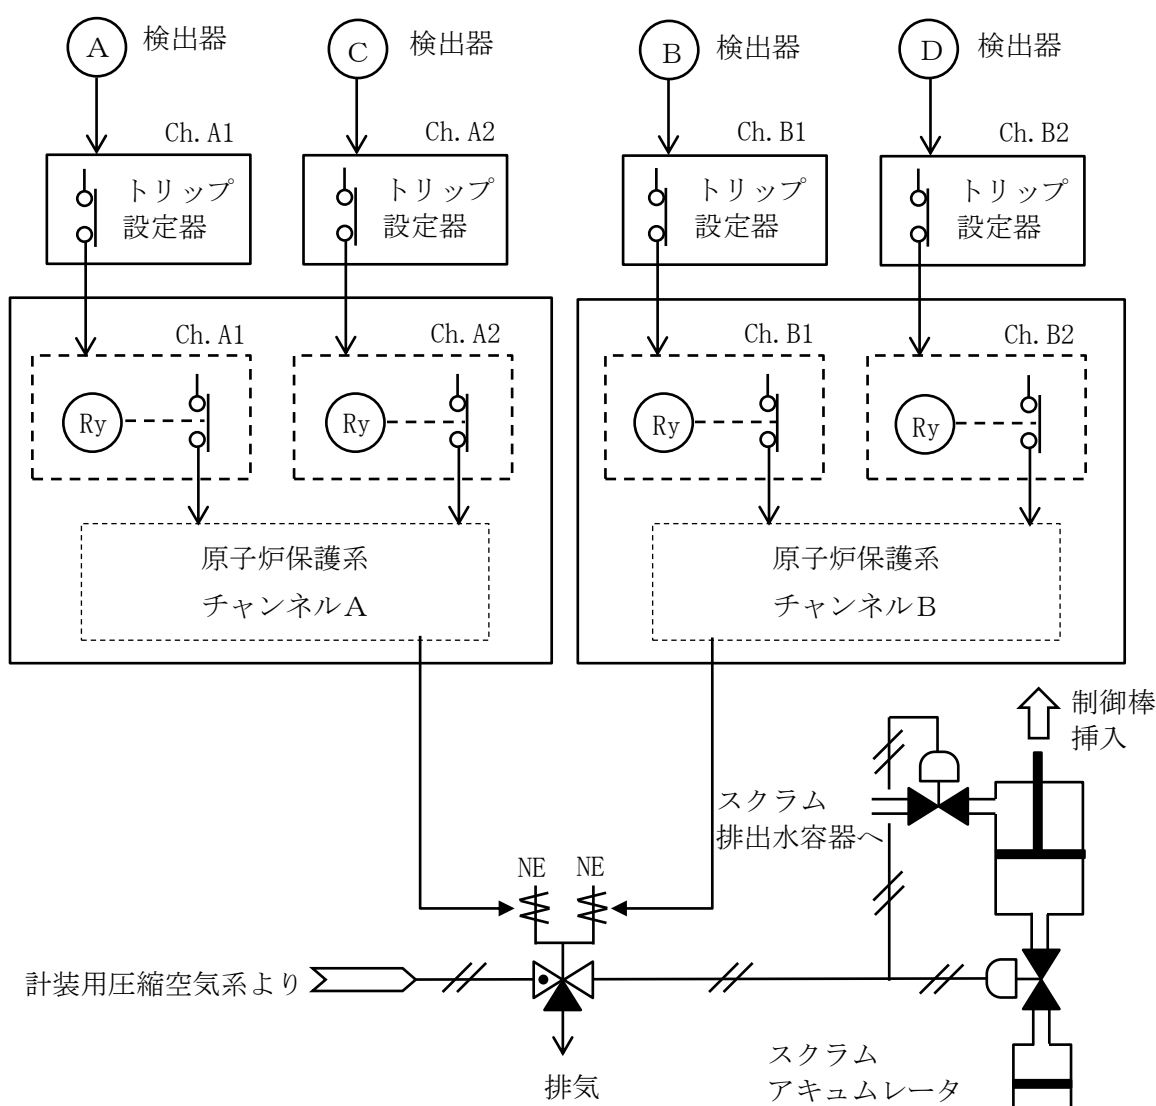 A 検出器
C 検出器
B 検出器
D 検出器
Ch. A1
Ch. A2
Ch. B1
Ch. B2
トリップ
設定器
トリップ
設定器
トリップ
設定器
トリップ
設定器
Ch. A1
Ch. A2
Ch. B1
Ch. B2
Ry
Ry
Ry
Ry
原子炉保護系
チャンネルA
原子炉保護系
チャンネルB
制御棒
挿入
スクラム
排出水容器へ
NE
NE
計装用圧縮空気系より
排気
スクラム
アキュムレータ